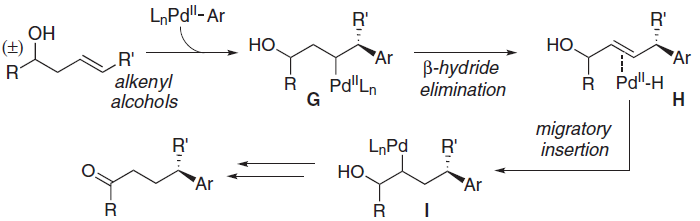 OH
(±)
R
R'
alkenyl
alcohols
LnPdII-Ar
HO
R
R'
Ar
PdIILn
G
β-hydride
elimination
HO
R
R'
Ar
PdII-H
H
migratory
insertion
LnPd
R'
HO
Ar
R
I
O
R'
Ar
R